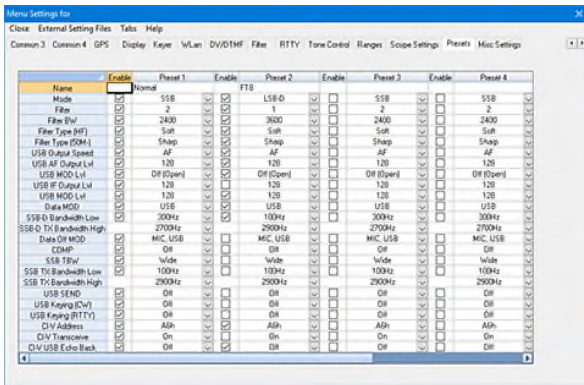 Menu Settings for
Close External Setting Files Tabs Help
Common 3 Common 4 GPS Display Keyer WLan DV/DTMF Filter RTTY Tone Control Ranges Scope Settings Presets Misc Settings
Enable Preset 1 Enable Preset 2 Enable Preset 3 Enable Preset 4
Name Normal FT8
Mode SSB LSB-D SSB SSB
Filter 2 1 2 2
Filter BW 2400 3600 2400 2400
Filter Type (HF) Soft Soft Soft Soft
Filter Type (50M-) Sharp Sharp Sharp Sharp
USB Output Speed AF AF AF AF
USB AF Output Lvl 128 128 128 128
USB MOD Lvl Off (Open) Off (Open) Off (Open) Off (Open)
USB IF Output Lvl 128 128 128 128
USB MOD Lvl 128 128 128 128
Data MOD USB USB USB USB
SSB-D Bandwidth Low 300Hz 100Hz 300Hz 300Hz
SSB-D TX Bandwidth High 2700Hz 2900Hz 2700Hz 2700Hz
Data Off MOD MIC, USB MIC, USB MIC, USB MIC, USB
COMP Off Off Off Off
SSB TBW Wide Wide Wide Wide
SSB TX Bandwidth Low 100Hz 100Hz 100Hz 100Hz
SSB TX Bandwidth High 2900Hz 2900Hz 2900Hz 2900Hz
USB SEND Off Off Off Off
USB Keying (CW) Off Off Off Off
USB Keying (RTTY) Off Off Off Off
CI-V Address A6h A6h A6h A6h
CI-V Transceive On On On On
CI-V USB Echo Back Off Off Off Off